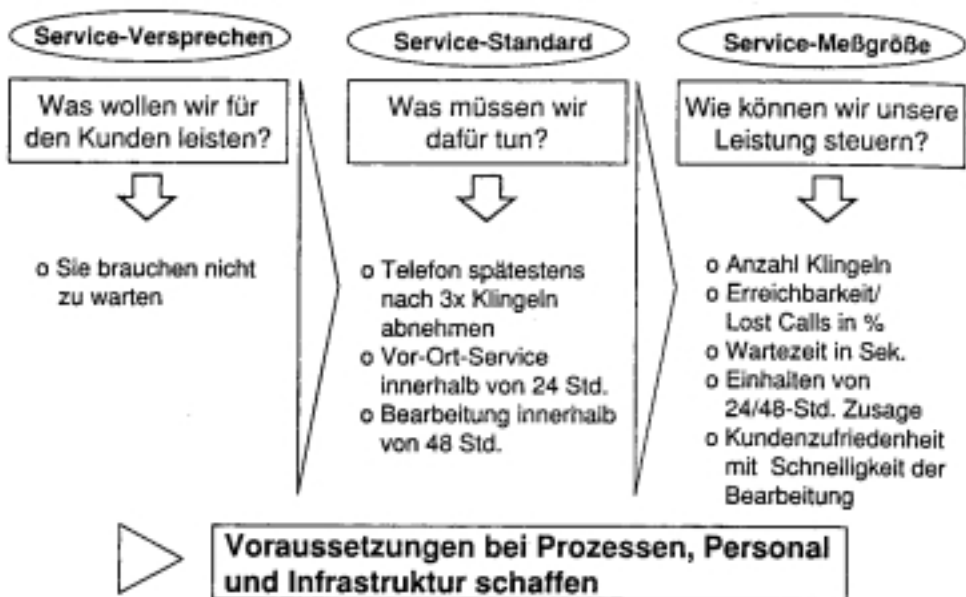 Service-Versprechen
Was wollen wir für
den Kunden leisten?
o Sie brauchen nicht
zu warten
Service-Standard
Was müssen wir
dafür tun?
o Telefon spätestens
nach 3x Klingeln
abnehmen
o Vor-Ort-Service
innerhalb von 24 Std.
o Bearbeitung innerhalb
von 48 Std.
Service-Meßgröße
Wie können wir unsere
Leistung steuern?
o Anzahl Klingeln
o Erreichbarkeit/
Lost Calls in %
o Wartezeit in Sek.
o Einhalten von
24/48-Std. Zusage
o Kundenzufriedenheit
mit Schnelligkeit der
Bearbeitung
Voraussetzungen bei Prozessen, Personal
und Infrastruktur schaffen